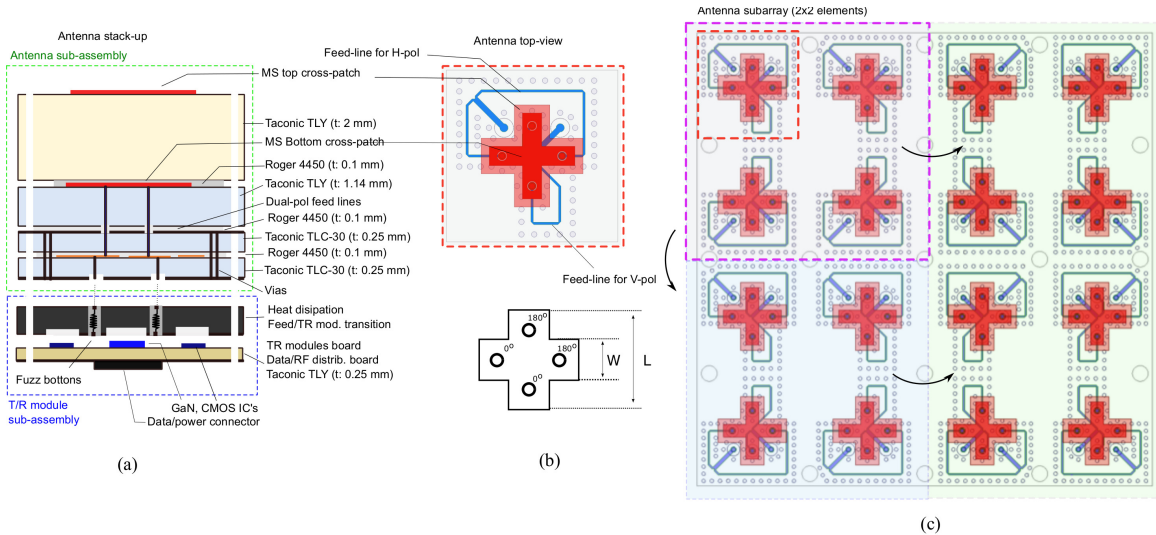 Antenna stack-up
Antenna sub-assembly
MS top cross-patch
Taconic TLY (t: 2 mm)
MS Bottom cross-patch
Roger 4450 (t: 0.1 mm)
Taconic TLY (t: 1.14 mm)
Dual-pol feed lines
Roger 4450 (t: 0.1 mm)
Taconic TLC-30 (t: 0.25 mm)
Roger 4450 (t: 0.1 mm)
Taconic TLC-30 (t: 0.25 mm)
Vias
Heat disipation
Feed/TR mod. transition
TR modules board
Data/RF distrib. board
Taconic TLY (t: 0.25 mm)
Fuzz bottons
GaN, CMOS IC's
T/R module
sub-assembly
Data/power connector
(a)
Feed-line for H-pol
Antenna top-view
Feed-line for V-pol
180º
0º
180º
0º
W
L
(b)
Antenna subarray (2x2 elements)
(c)